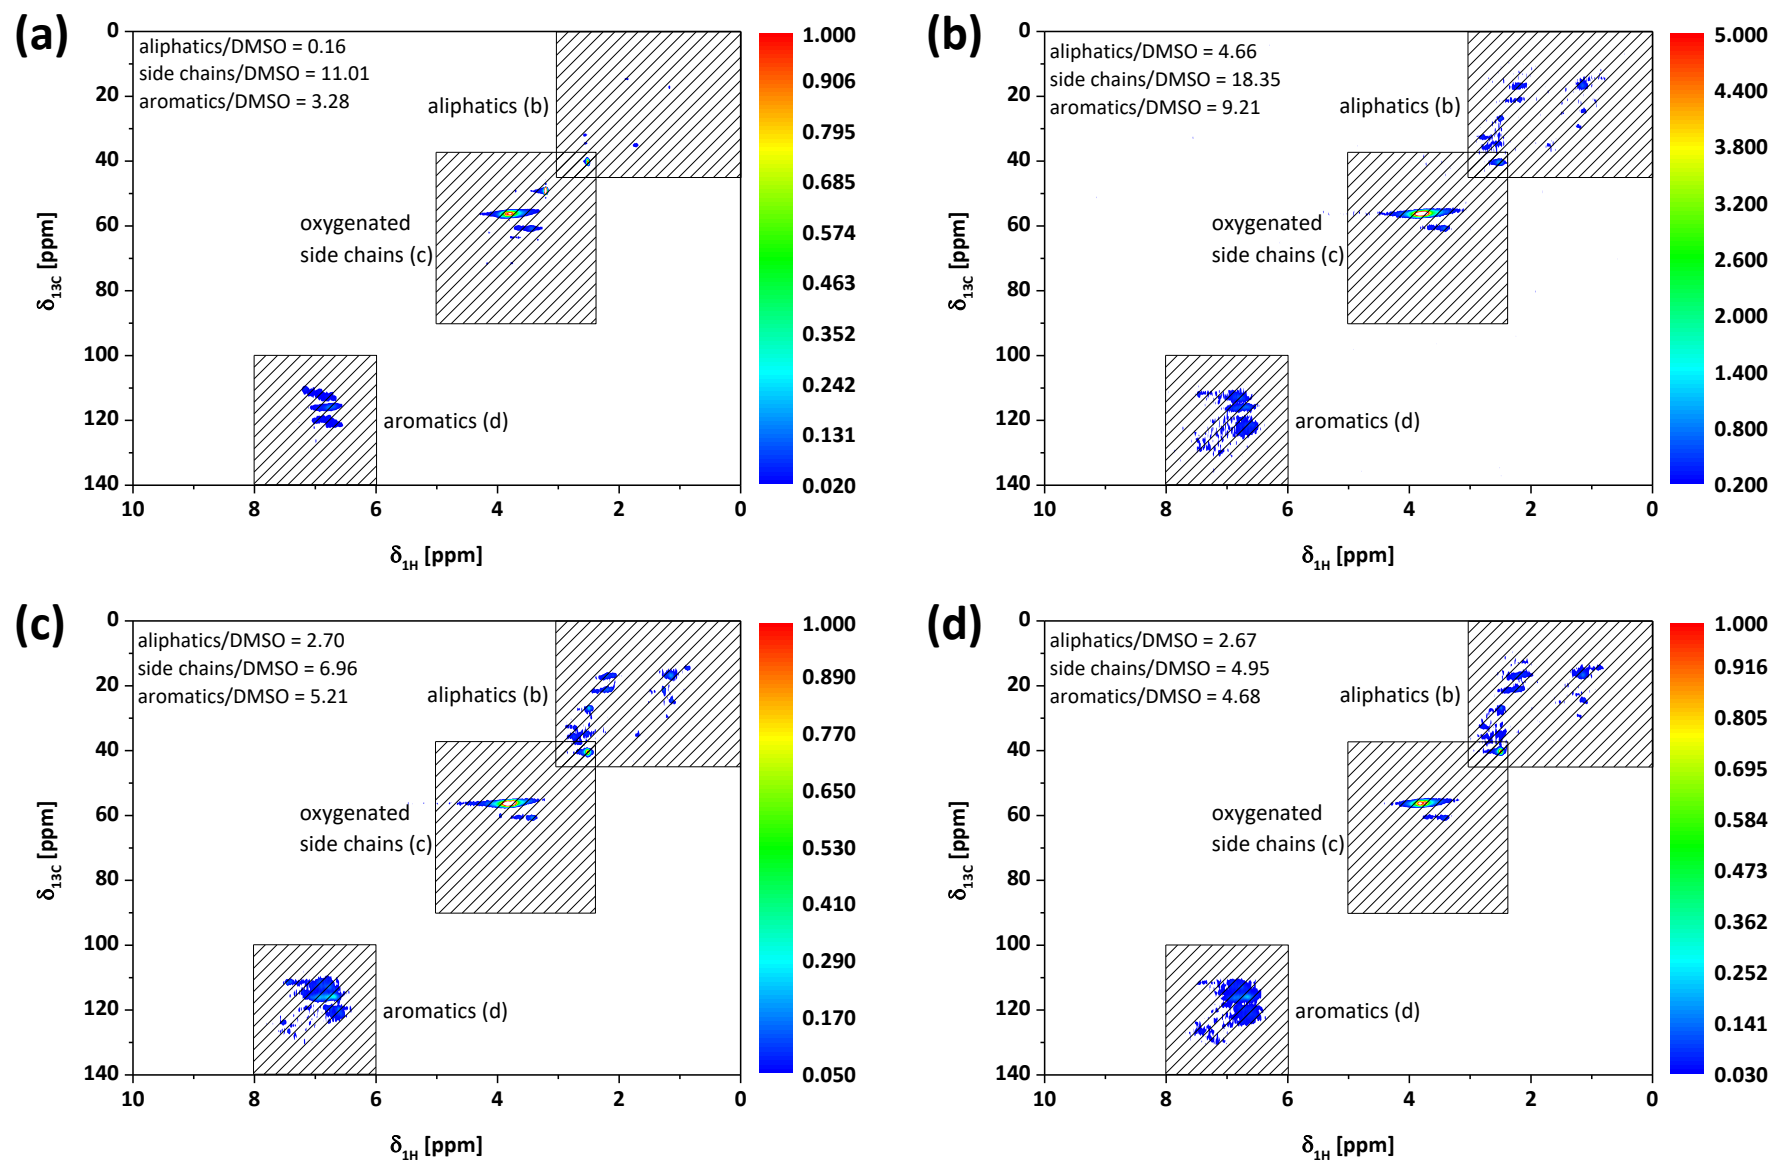 (a)
aliphatics/DMSO = 0.16
side chains/DMSO = 11.01
aromatics/DMSO = 3.28
aliphatics (b)
oxygenated
side chains (c)
aromatics (d)
0
20
40
60
80
100
120
140
δ13C [ppm]
10
8
6
4
2
0
δ1H [ppm]
1.000
0.906
0.795
0.685
0.574
0.463
0.352
0.242
0.131
0.020
(b)
aliphatics/DMSO = 4.66
side chains/DMSO = 18.35
aromatics/DMSO = 9.21
aliphatics (b)
oxygenated
side chains (c)
aromatics (d)
0
20
40
60
80
100
120
140
δ13C [ppm]
10
8
6
4
2
0
δ1H [ppm]
5.000
4.400
3.800
3.200
2.600
2.000
1.400
0.800
0.200
(c)
aliphatics/DMSO = 2.70
side chains/DMSO = 6.96
aromatics/DMSO = 5.21
aliphatics (b)
oxygenated
side chains (c)
aromatics (d)
0
20
40
60
80
100
120
140
δ13C [ppm]
10
8
6
4
2
0
δ1H [ppm]
1.000
0.890
0.770
0.650
0.530
0.410
0.290
0.170
0.050
(d)
aliphatics/DMSO = 2.67
side chains/DMSO = 4.95
aromatics/DMSO = 4.68
aliphatics (b)
oxygenated
side chains (c)
aromatics (d)
0
20
40
60
80
100
120
140
δ13C [ppm]
10
8
6
4
2
0
δ1H [ppm]
1.000
0.916
0.805
0.695
0.584
0.473
0.362
0.252
0.141
0.030